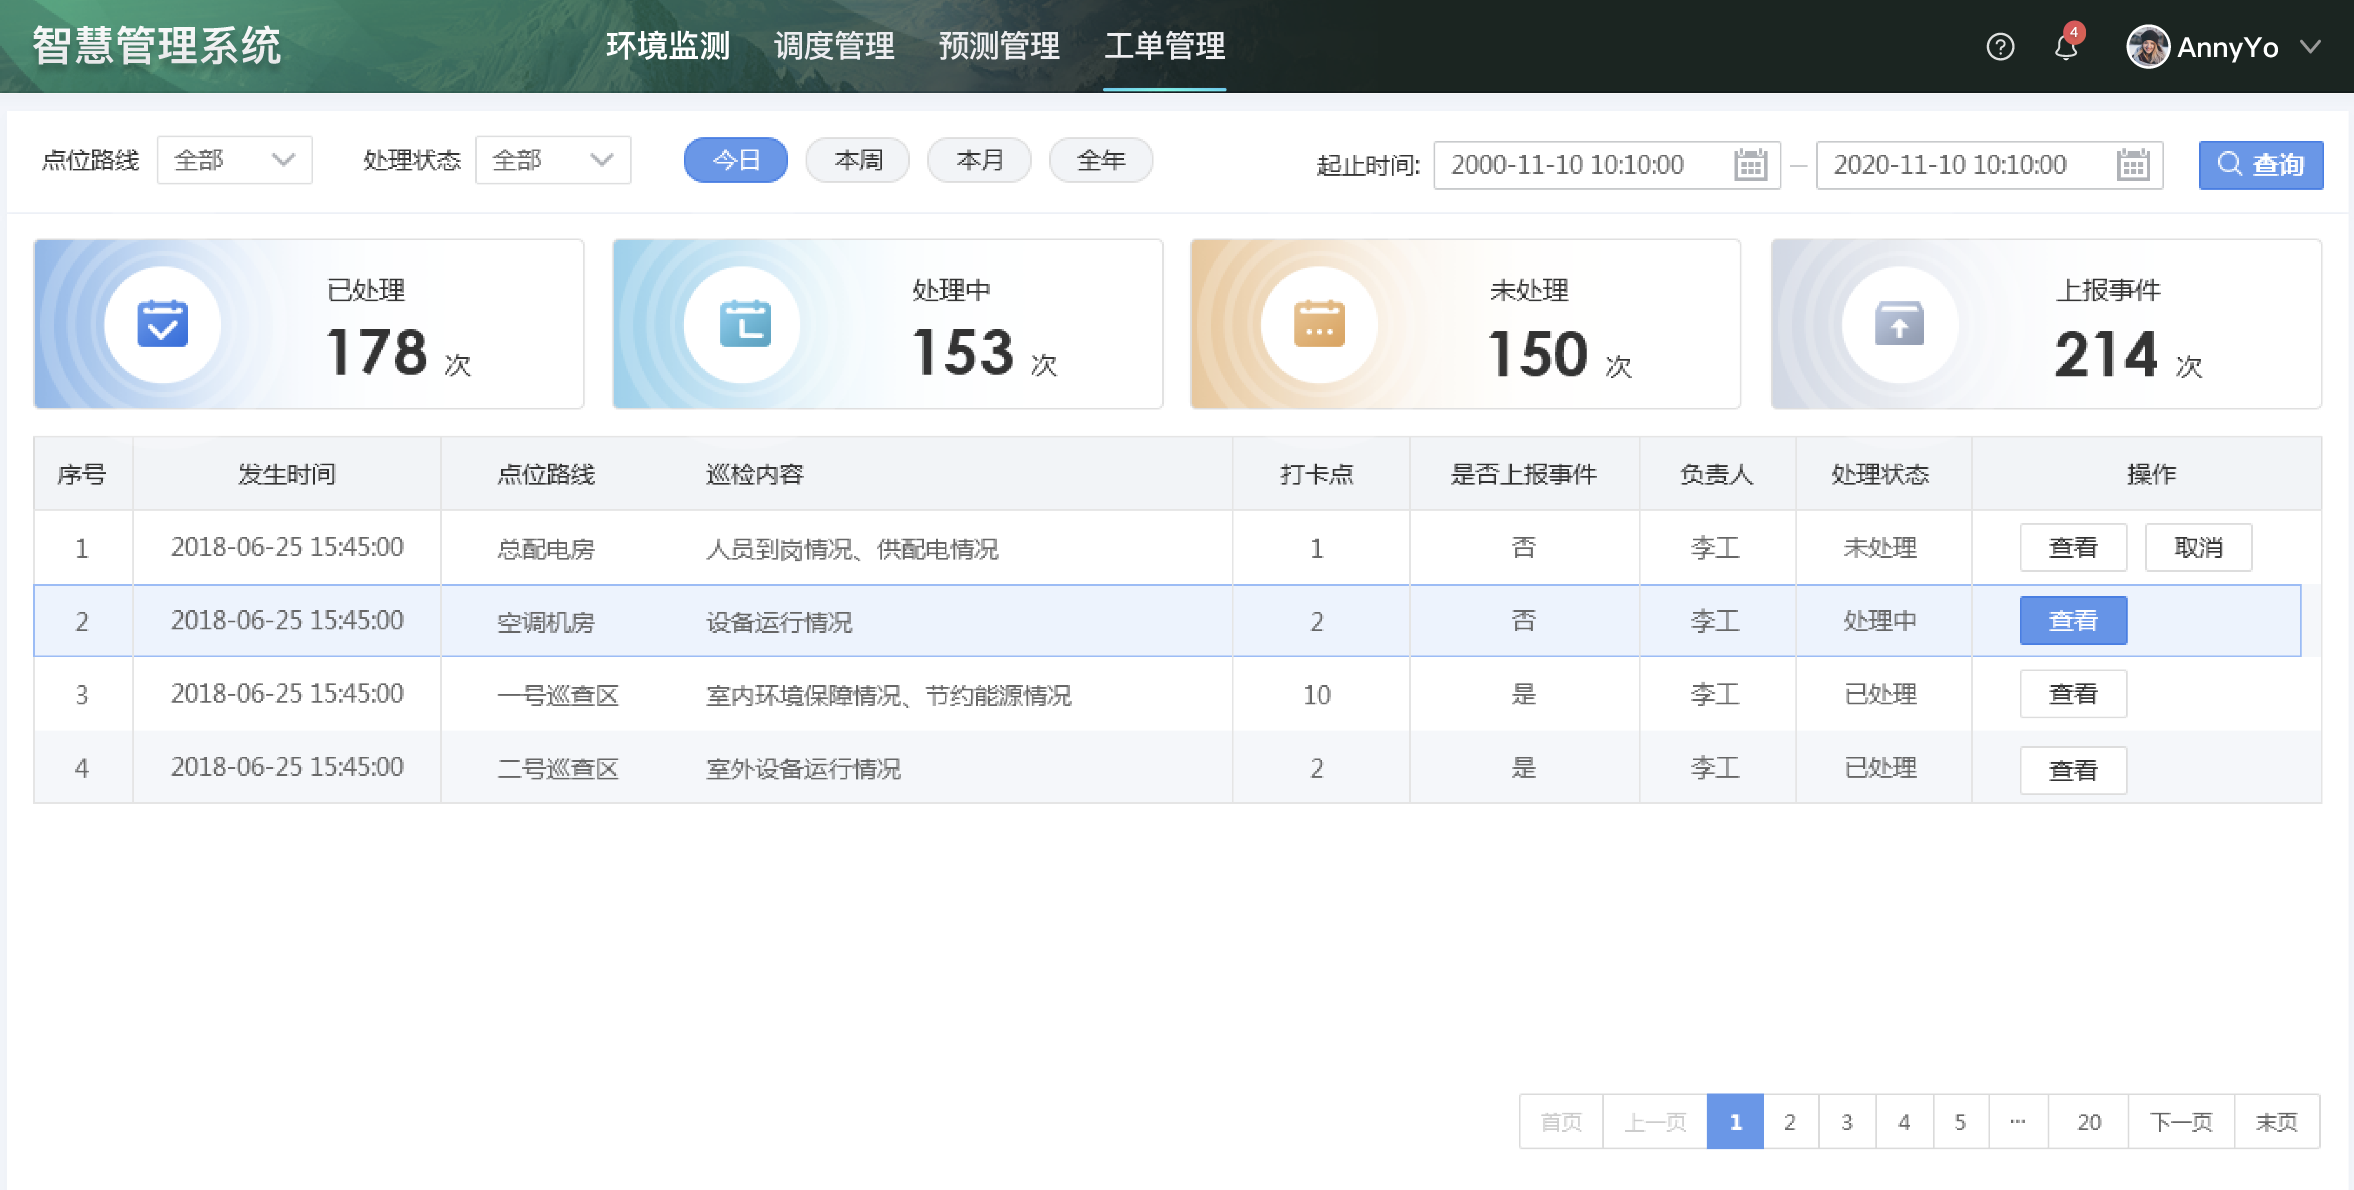 智慧管理系统 环境监测 调度管理 预测管理 工单管理 4 AnnyYo
点位路线 全部 处理状态 全部 今日 本周 本月 全年 起止时间: 2000-11-10 10:10:00 — 2020-11-10 10:10:00 查询
已处理 处理中 未处理 上报事件
178 次 153 次 150 次 214 次
序号 发生时间 点位路线 巡检内容 打卡点 是否上报事件 负责人 处理状态 操作
1 2018-06-25 15:45:00 总配电房 人员到岗情况、供配电情况 1 否 李工 未处理 查看 取消
2 2018-06-25 15:45:00 空调机房 设备运行情况 2 否 李工 处理中 查看
3 2018-06-25 15:45:00 一号巡查区 室内环境保障情况、节约能源情况 10 是 李工 已处理 查看
4 2018-06-25 15:45:00 二号巡查区 室外设备运行情况 2 是 李工 已处理 查看
首页 上一页 1 2 3 4 5 ··· 20 下一页 末页